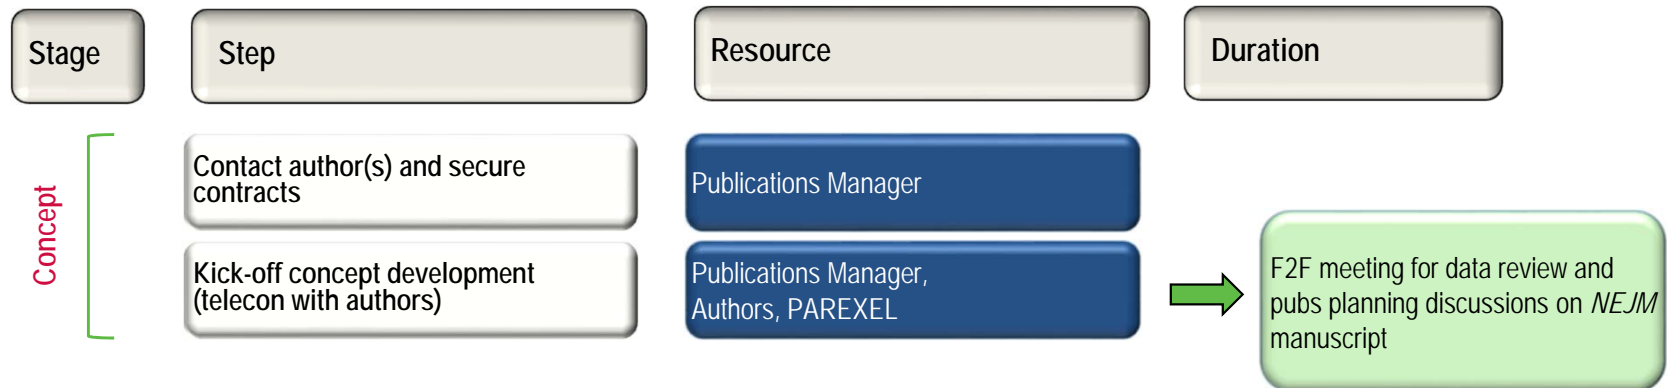 Stage
Step
Resource
Duration
Concept
Contact author(s) and secure
contracts
Publications Manager
Kick-off concept development
(telecon with authors)
Publications Manager,
Authors, PAREXEL
F2F meeting for data review and
pubs planning discussions on NEJM
manuscript